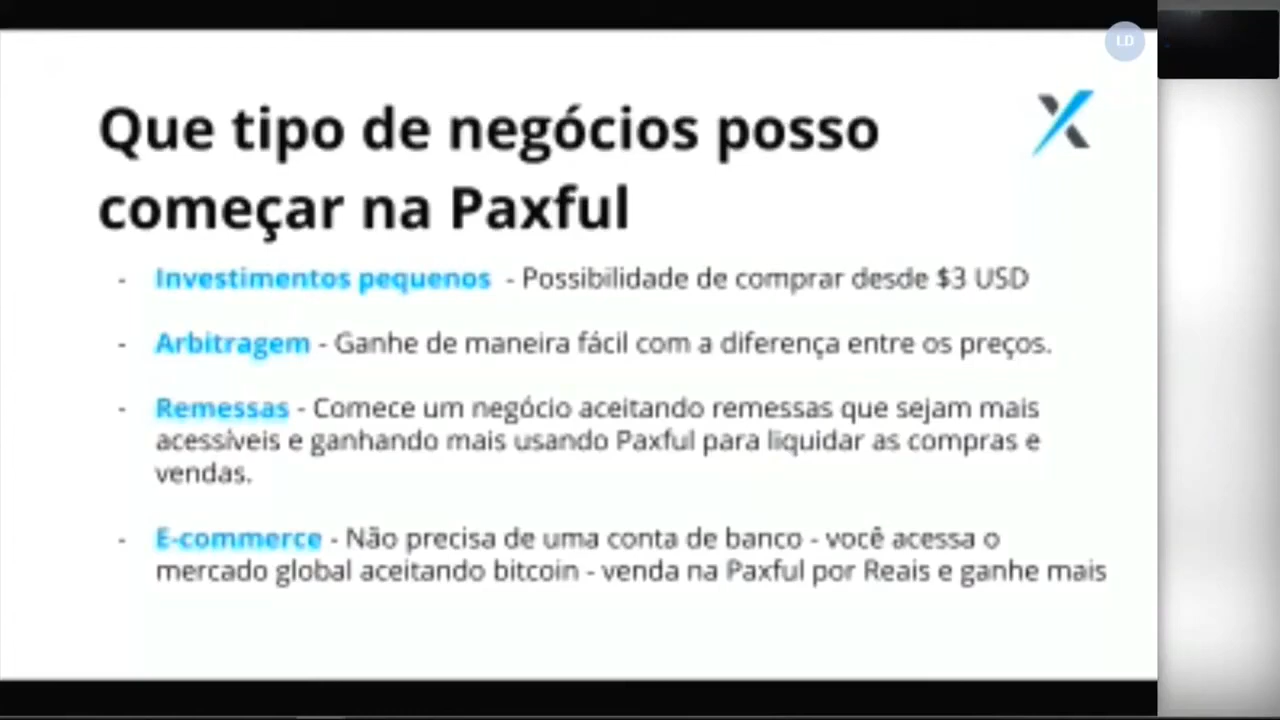 LD
Que tipo de negócios posso
começar na Paxful
- Investimentos pequenos - Possibilidade de comprar desde $3 USD
- Arbitragem - Ganhe de maneira fácil com a diferença entre os preços.
- Remessas - Comece um negócio aceitando remessas que sejam mais
acessíveis e ganhando mais usando Paxful para liquidar as compras e
vendas.
- E-commerce - Não precisa de uma conta de banco - você acessa o
mercado global aceitando bitcoin - venda na Paxful por Reais e ganhe mais